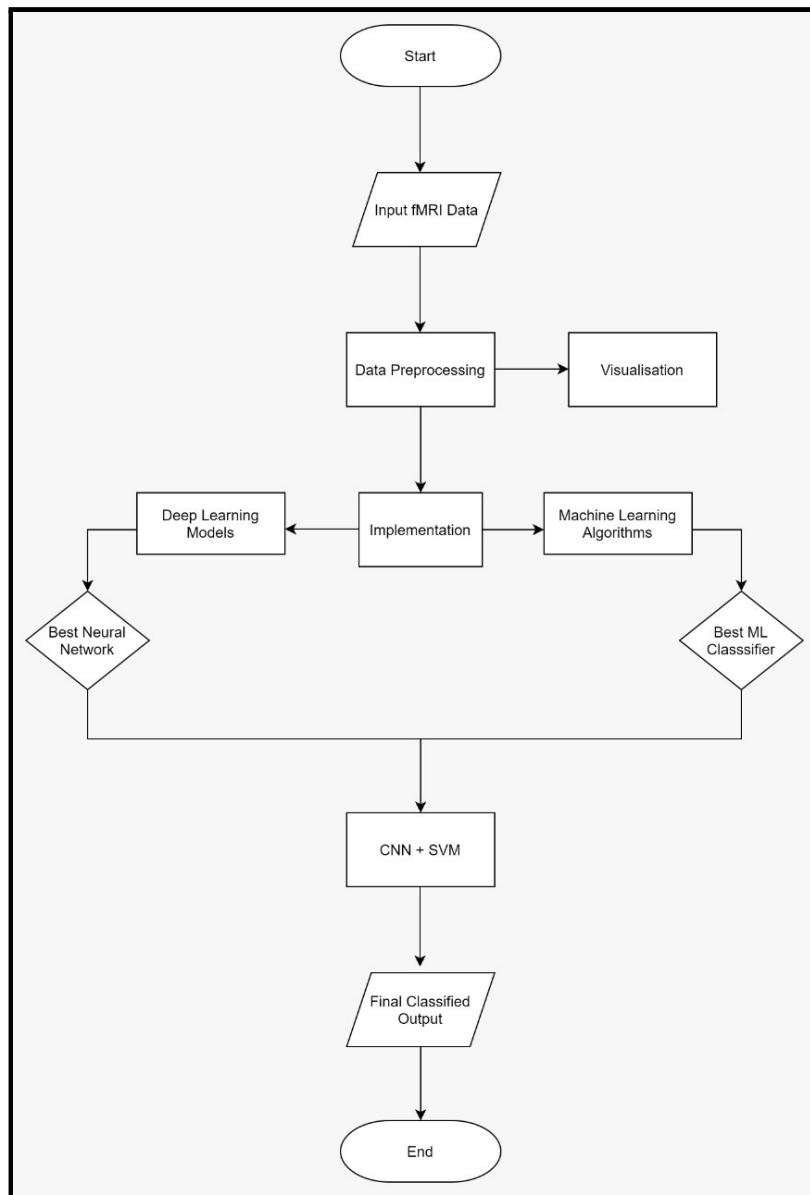 Start
Input fMRI Data
Data Preprocessing
Visualisation
Deep Learning
Models
Implementation
Machine Learning
Algorithms
Best Neural
Network
Best ML
Classsifier
CNN + SVM
Final Classified
Output
End